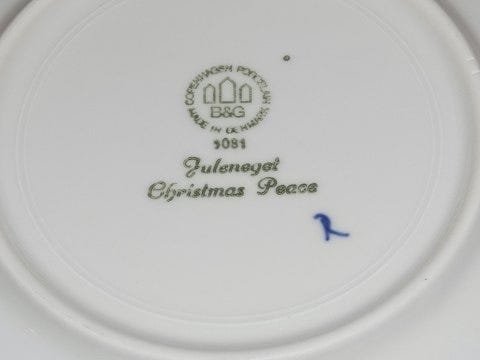 COPENHAGEN PORCELAIN
B&G
MADE IN DENMARK
9081
Juleneget
Christmas Peace
R